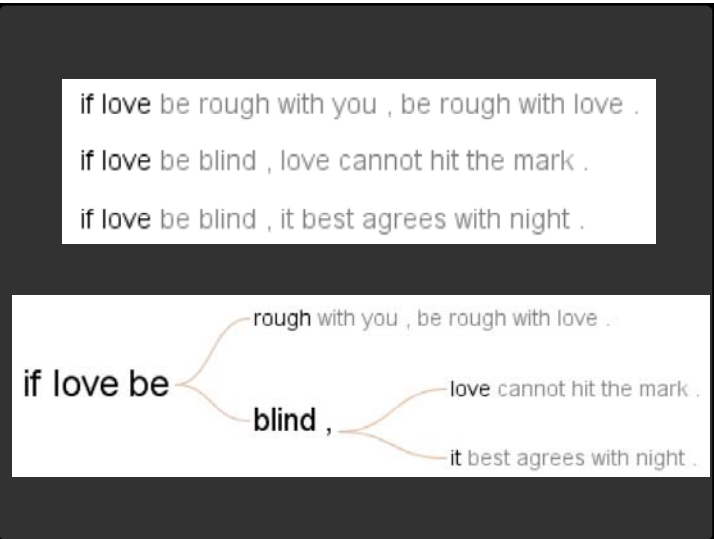 if love be rough with you , be rough with love .
if love be blind , love cannot hit the mark .
if love be blind , it best agrees with night .
if love be
rough with you , be rough with love .
blind ,
love cannot hit the mark .
it best agrees with night .